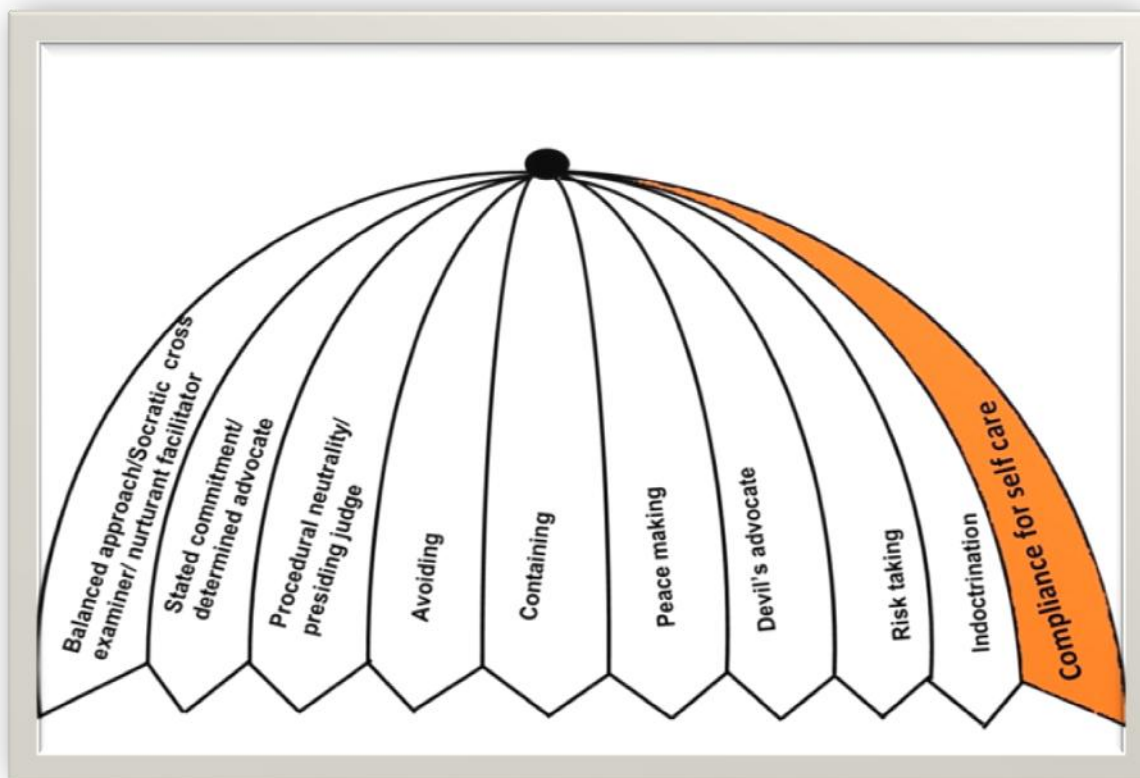 Balanced approach/Socratic cross
examiner/ nurturant facilitator
Stated commitment/
determined advocate
Procedural neutrality/
presiding judge
Avoiding
Containing
Peace making
Devil's advocate
Risk taking
Indoctrination
Compliance for self care